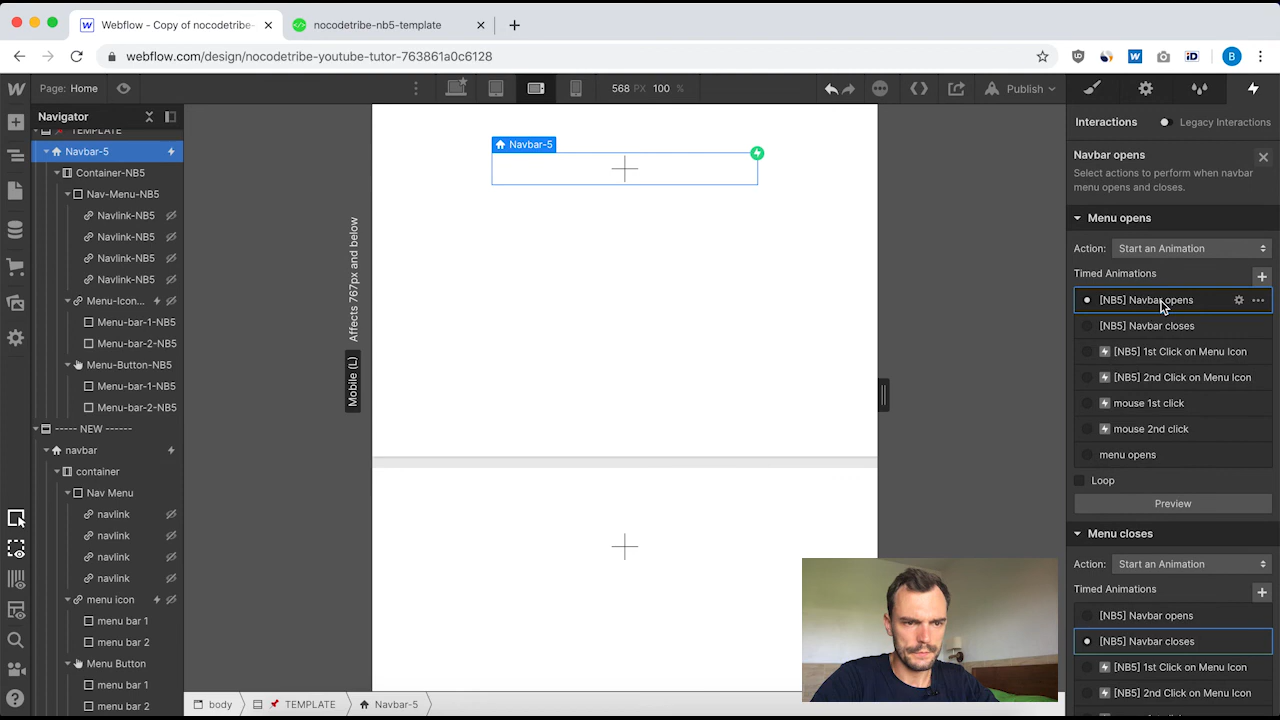 Webflow - Copy of nocodetribe-
nocodetribe-nb5-template
webflow.com/design/nocodetribe-youtube-tutor-763861a0c6128
Page: Home
568 PX 100 %
Publish
Navigator
TEMPLATE
Navbar-5
Container-NB5
Nav-Menu-NB5
Navlink-NB5
Navlink-NB5
Navlink-NB5
Navlink-NB5
Menu-Icon...
Menu-bar-1-NB5
Menu-bar-2-NB5
Menu-Button-NB5
Menu-bar-1-NB5
Menu-bar-2-NB5
----- NEW ------
navbar
container
Nav Menu
navlink
navlink
navlink
navlink
menu icon
menu bar 1
menu bar 2
Menu Button
menu bar 1
menu bar 2
Navbar-5
Affects 767px and below
Mobile (L)
body
TEMPLATE
Navbar-5
Interactions
Legacy Interactions
Navbar opens
Select actions to perform when navbar
menu opens and closes.
Menu opens
Action: Start an Animation
Timed Animations
[NB5] Navbar opens
[NB5] Navbar closes
[NB5] 1st Click on Menu Icon
[NB5] 2nd Click on Menu Icon
mouse 1st click
mouse 2nd click
menu opens
Loop
Preview
Menu closes
Action: Start an Animation
Timed Animations
[NB5] Navbar opens
[NB5] Navbar closes
[NB5] 1st Click on Menu Icon
[NB5] 2nd Click on Menu Icon